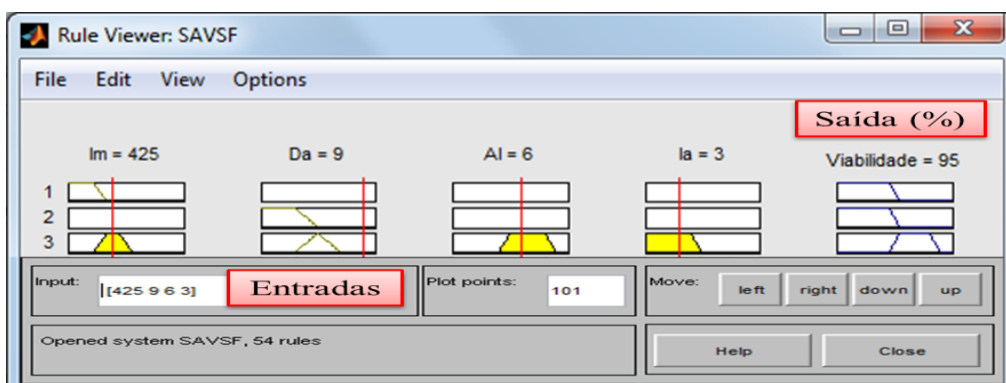 Rule Viewer: SAVSF
File Edit View Options
Saída (%)
Im = 425 Da = 9 Al = 6 Ia = 3 Viabilidade = 95
1
2
3
Input: [425 9 6 3] Entradas Plot points: 101 Move: left right down up
Opened system SAVSF, 54 rules Help Close